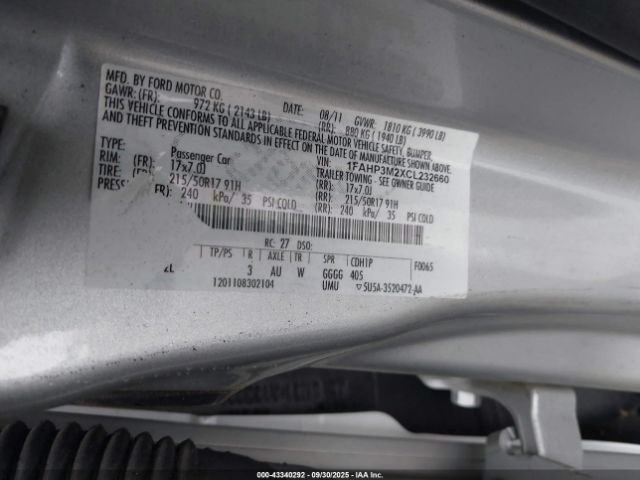 MFD. BY FORD MOTOR CO.
DATE: 08/11 GVWR: 1810 KG ( 3990 LB)
GAWR: (FR): 972 KG ( 2143 LB) (RR): 880 KG ( 1940 LB)
THIS VEHICLE CONFORMS TO ALL APPLICABLE FEDERAL MOTOR VEHICLE SAFETY, BUMPER,
AND THEFT PREVENTION STANDARDS IN EFFECT ON THE DATE OF MANUFACTURE SHOWN ABOVE.
VIN: 1FAHP3M2XCL232660
TYPE: Passenger Car TRAILER TOWING - SEE OWNER GUIDE
RIM: (FR): 17x7.0J (RR): 17x7.0J
TIRE: (FR): 215/50R17 91H (RR): 215/50R17 91H
PRESS FR): 240 kPa/ 35 PSI COLD (RR): 240 kPa/ 35 PSI COLD
RC: 27 DSO:
TP/PS R AXLE TR SPR CDH1P F0065
3 AU W GGGG 405
1201108302104 UMU 5U5A-3520472-AA
000-43340292 - 09/30/2025 - IAA Inc.